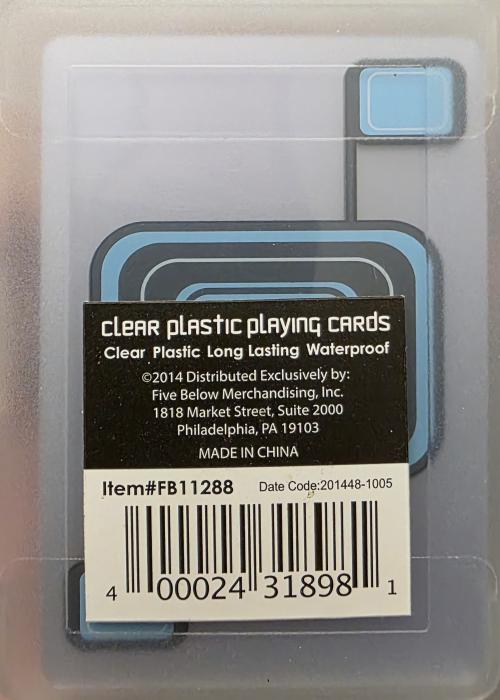 clear plastic playing cards
Clear Plastic Long Lasting Waterproof
©2014 Distributed Exclusively by:
Five Below Merchandising, Inc.
1818 Market Street, Suite 2000
Philadelphia, PA 19103
MADE IN CHINA
Item#FB11288 Date Code:201448-1005
4 00024 31898 1